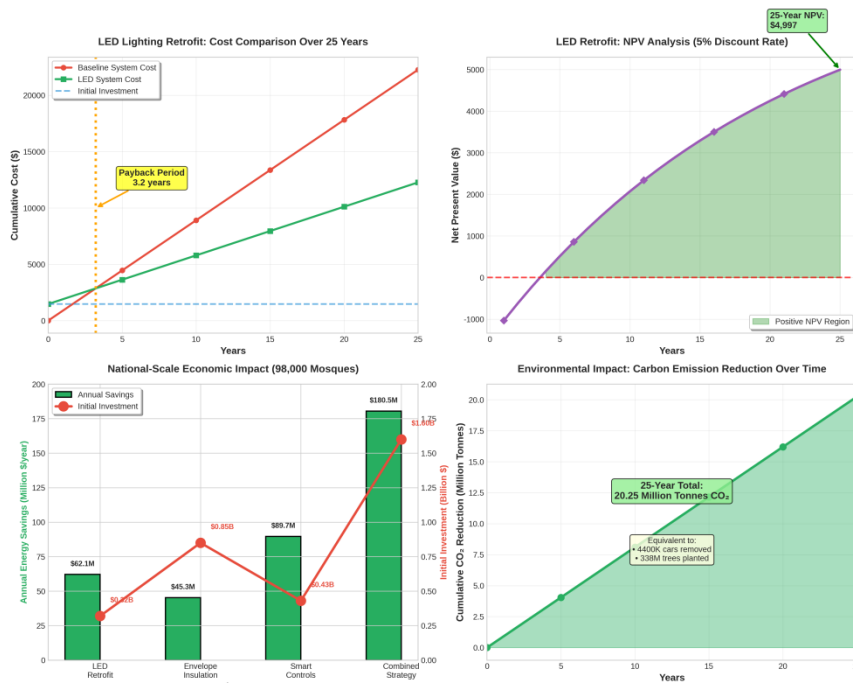 LED Lighting Retrofit: Cost Comparison Over 25 Years
Baseline System Cost
LED System Cost
Initial Investment
Payback Period
3.2 years
Cumulative Cost ($)
20000
15000
10000
5000
0
0
5
10
15
20
25
Years
25-Year NPV:
$4,997
LED Retrofit: NPV Analysis (5% Discount Rate)
Net Present Value ($)
5000
4000
3000
2000
1000
0
-1000
Positive NPV Region
5
10
15
20
25
Years
National-Scale Economic Impact (98,000 Mosques)
Annual Savings
Initial Investment
Annual Energy Savings (Million $/year)
200
175
150
125
100
75
50
25
0
$62.1M
$45.3M
$89.7M
$180.5M
$0.32B
$0.85B
$0.43B
$1.60B
2.00
1.75
1.50
1.25
1.00
0.75
0.50
0.25
0.00
Initial Investment (Billion $)
LED
Retrofit
Envelope
Insulation
Smart
Controls
Combined
Strategy
Environmental Impact: Carbon Emission Reduction Over Time
Cumulative CO₂ Reduction (Million Tonnes)
20.0
17.5
15.0
12.5
10.0
7.5
5.0
2.5
0.0
25-Year Total:
20.25 Million Tonnes CO₂
Equivalent to:
• 4400K cars removed
• 338M trees planted
0
5
10
15
20
Years